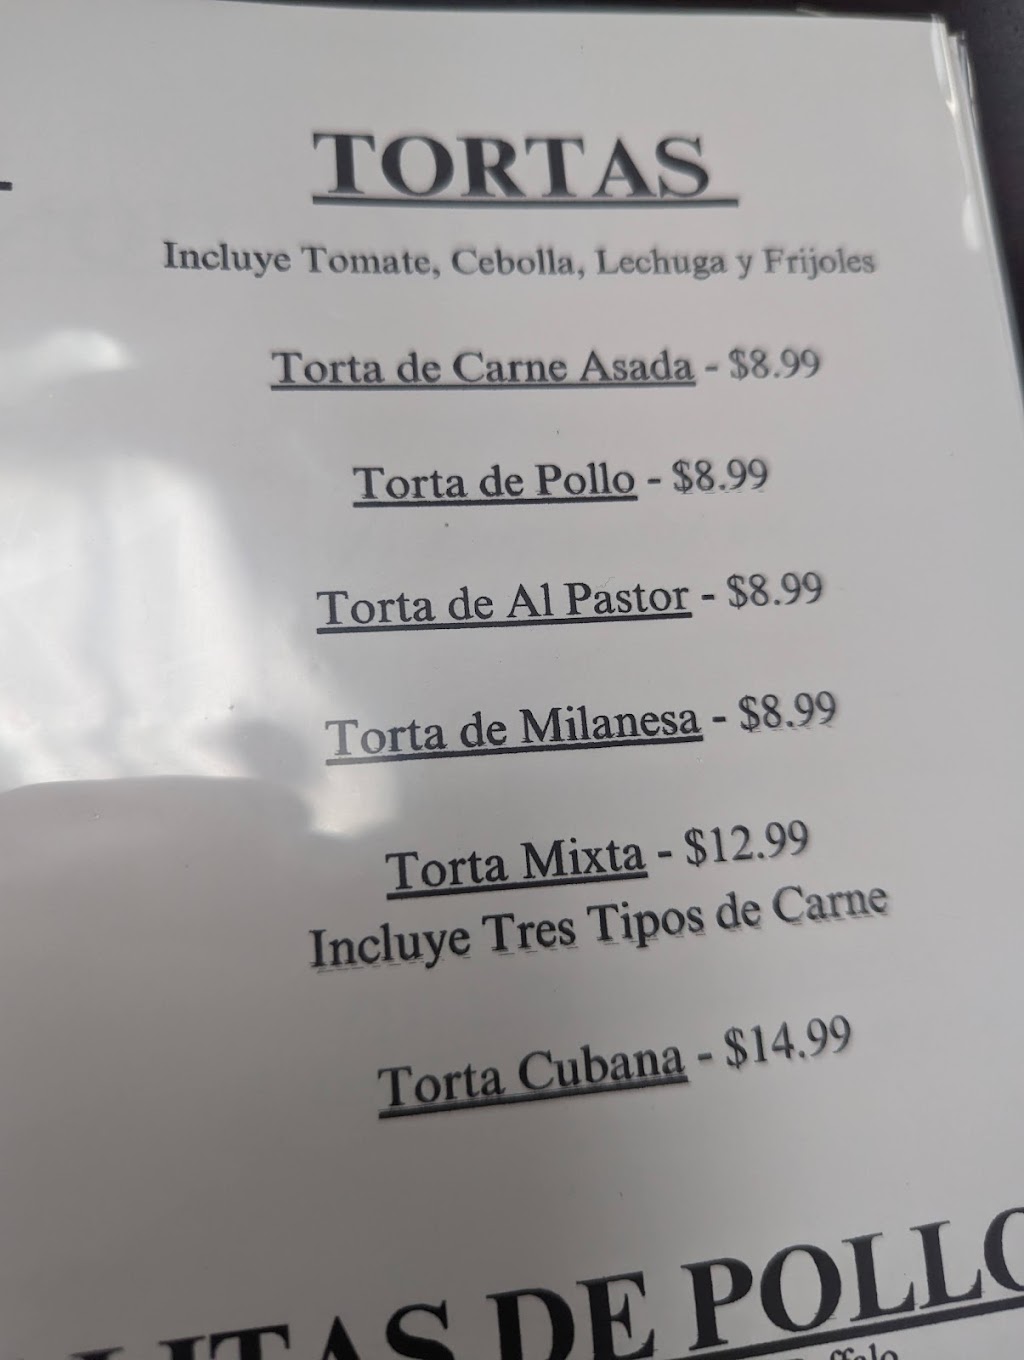 TORTAS
Incluye Tomate, Cebolla, Lechuga y Frijoles
Torta de Carne Asada - $8.99
Torta de Pollo - $8.99
Torta de Al Pastor - $8.99
Torta de Milanesa - $8.99
Torta Mixta - $12.99
Incluye Tres Tipos de Carne
Torta Cubana - $14.99
DE POLLO